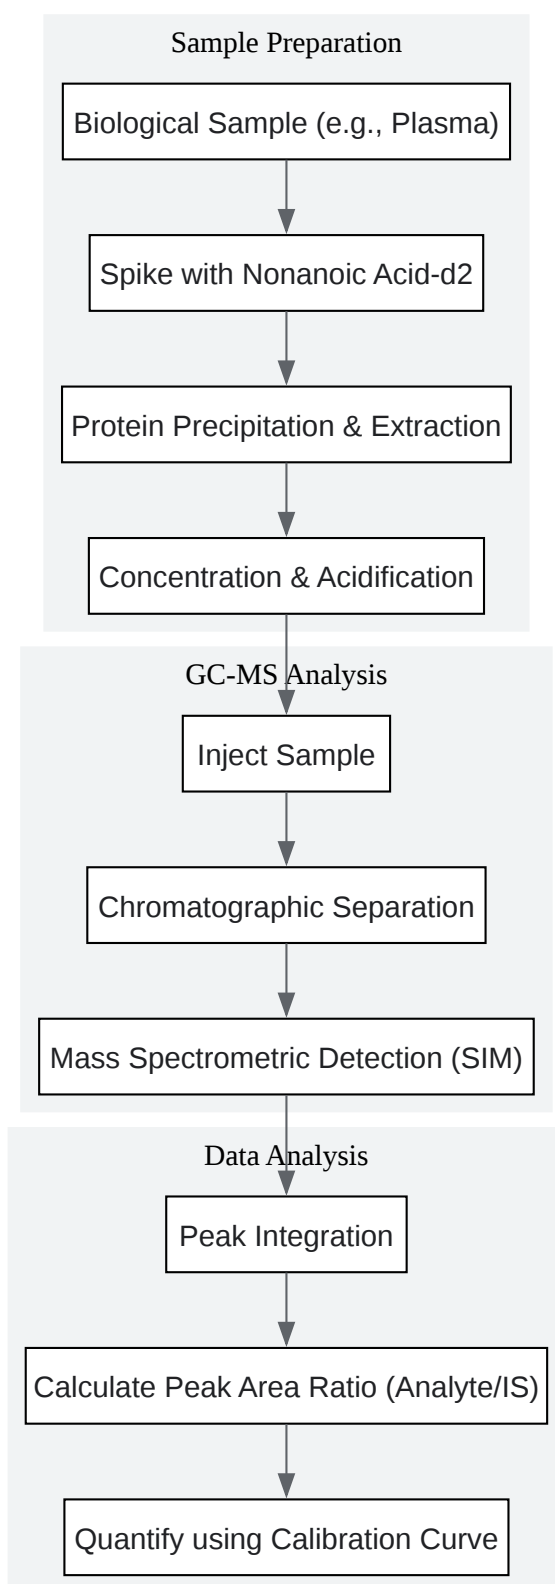 Sample Preparation
Biological Sample (e.g., Plasma)
Spike with Nonanoic Acid-d2
Protein Precipitation & Extraction
Concentration & Acidification
GC-MS Analysis
Inject Sample
Chromatographic Separation
Mass Spectrometric Detection (SIM)
Data Analysis
Peak Integration
Calculate Peak Area Ratio (Analyte/IS)
Quantify using Calibration Curve